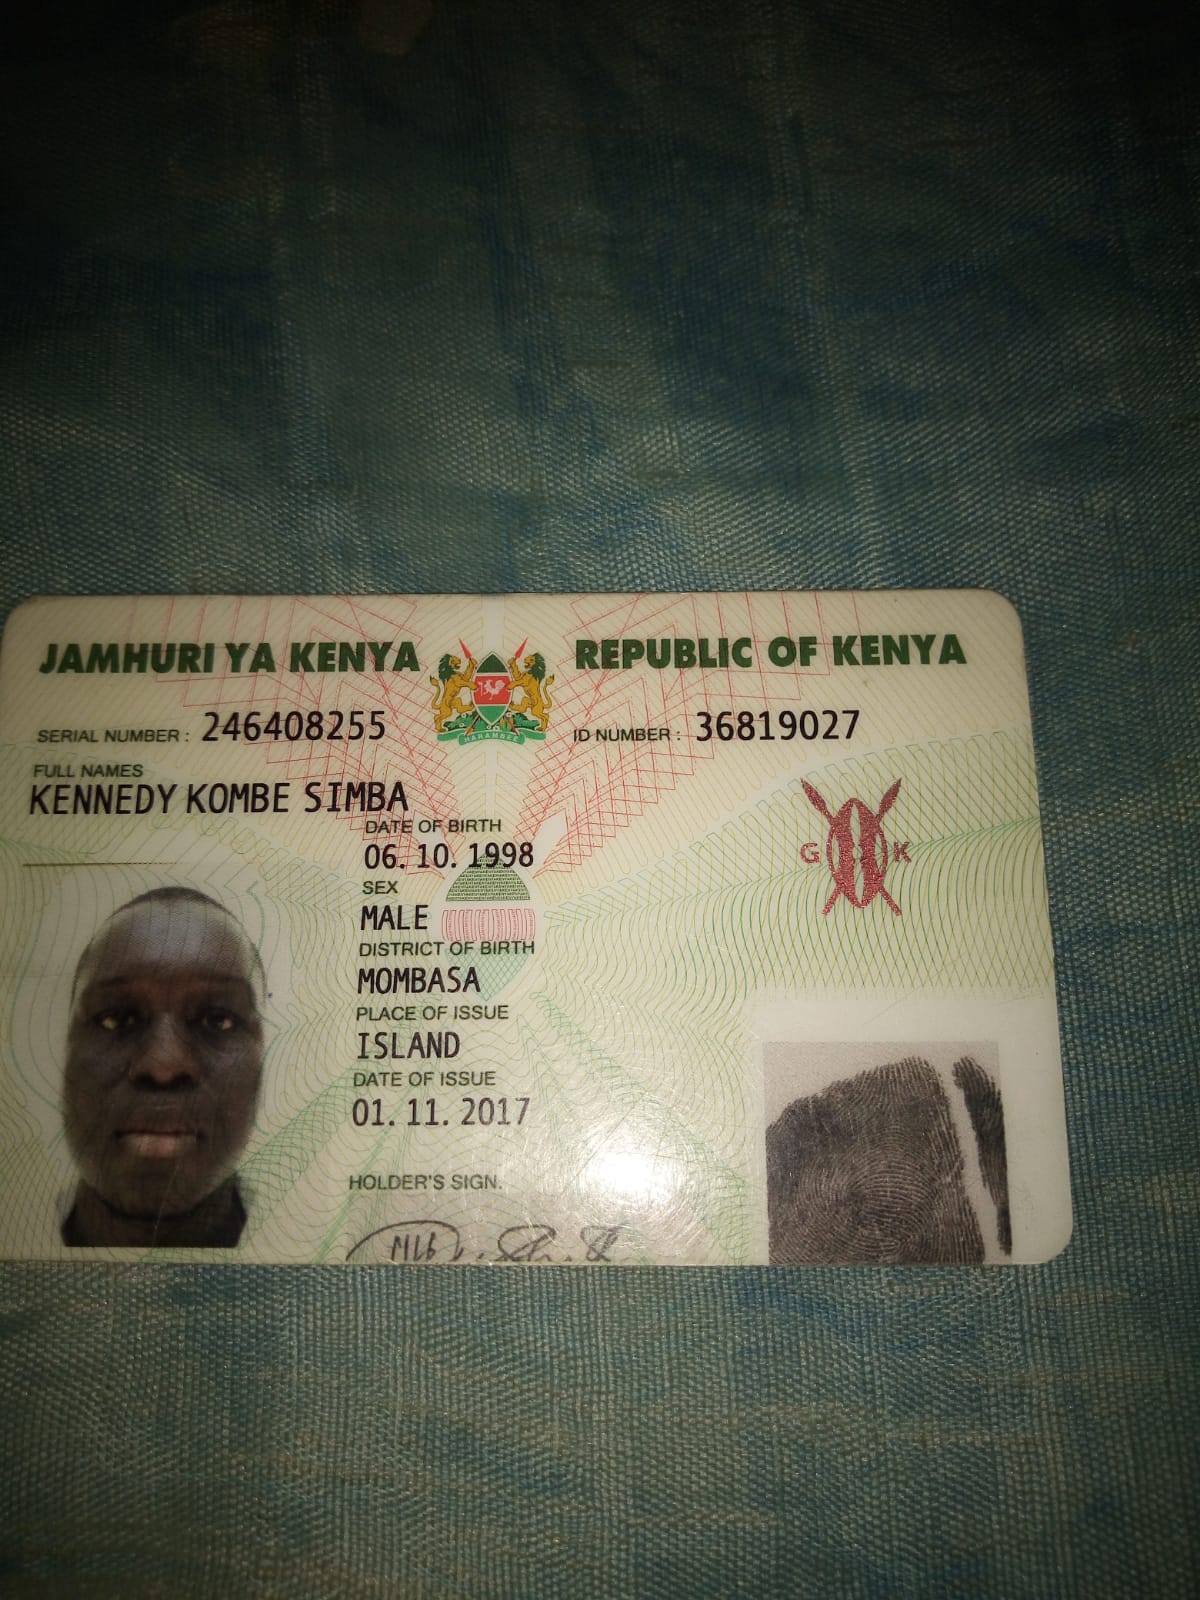 JAMHURI YA KENYA REPUBLIC OF KENYA
HARAMBEE
SERIAL NUMBER : 246408255 ID NUMBER : 36819027
FULL NAMES
KENNEDY KOMBE SIMBA
DATE OF BIRTH
06. 10. 1998
SEX
MALE
G K
DISTRICT OF BIRTH
MOMBASA
PLACE OF ISSUE
ISLAND
DATE OF ISSUE
01. 11. 2017
HOLDER'S SIGN.